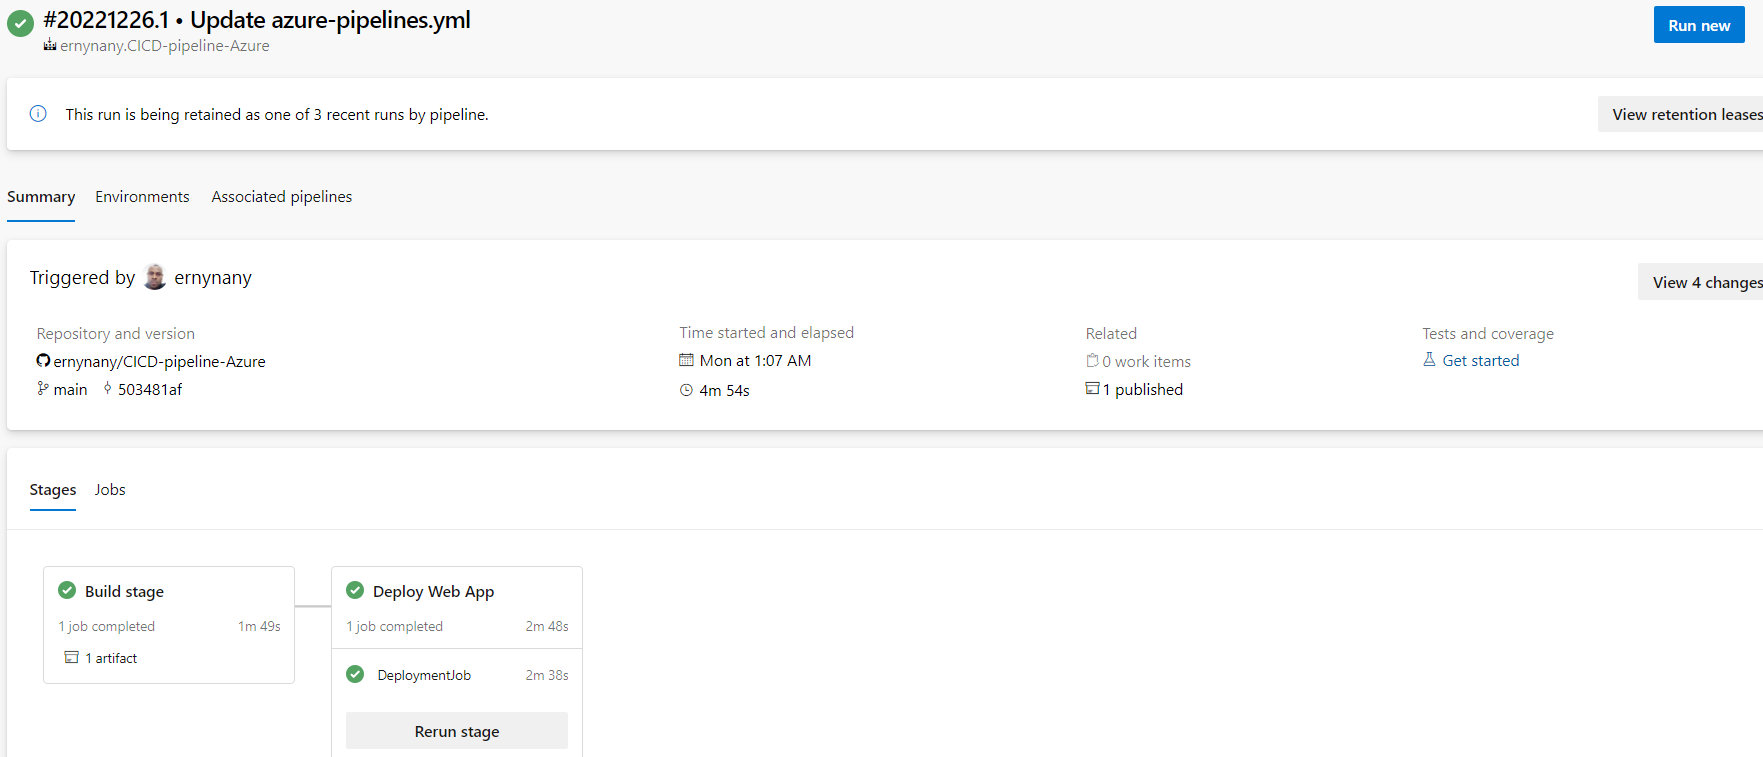 #20221226.1 • Update azure-pipelines.yml
ernynany.CICD-pipeline-Azure
Run new
This run is being retained as one of 3 recent runs by pipeline.
View retention leases
Summary Environments Associated pipelines
Triggered by ernynany
View 4 changes
Repository and version
ernynany/CICD-pipeline-Azure
main 503481af
Time started and elapsed
Mon at 1:07 AM
4m 54s
Related
0 work items
1 published
Tests and coverage
Get started
Stages Jobs
Build stage
1 job completed 1m 49s
1 artifact
Deploy Web App
1 job completed 2m 48s
DeploymentJob 2m 38s
Rerun stage